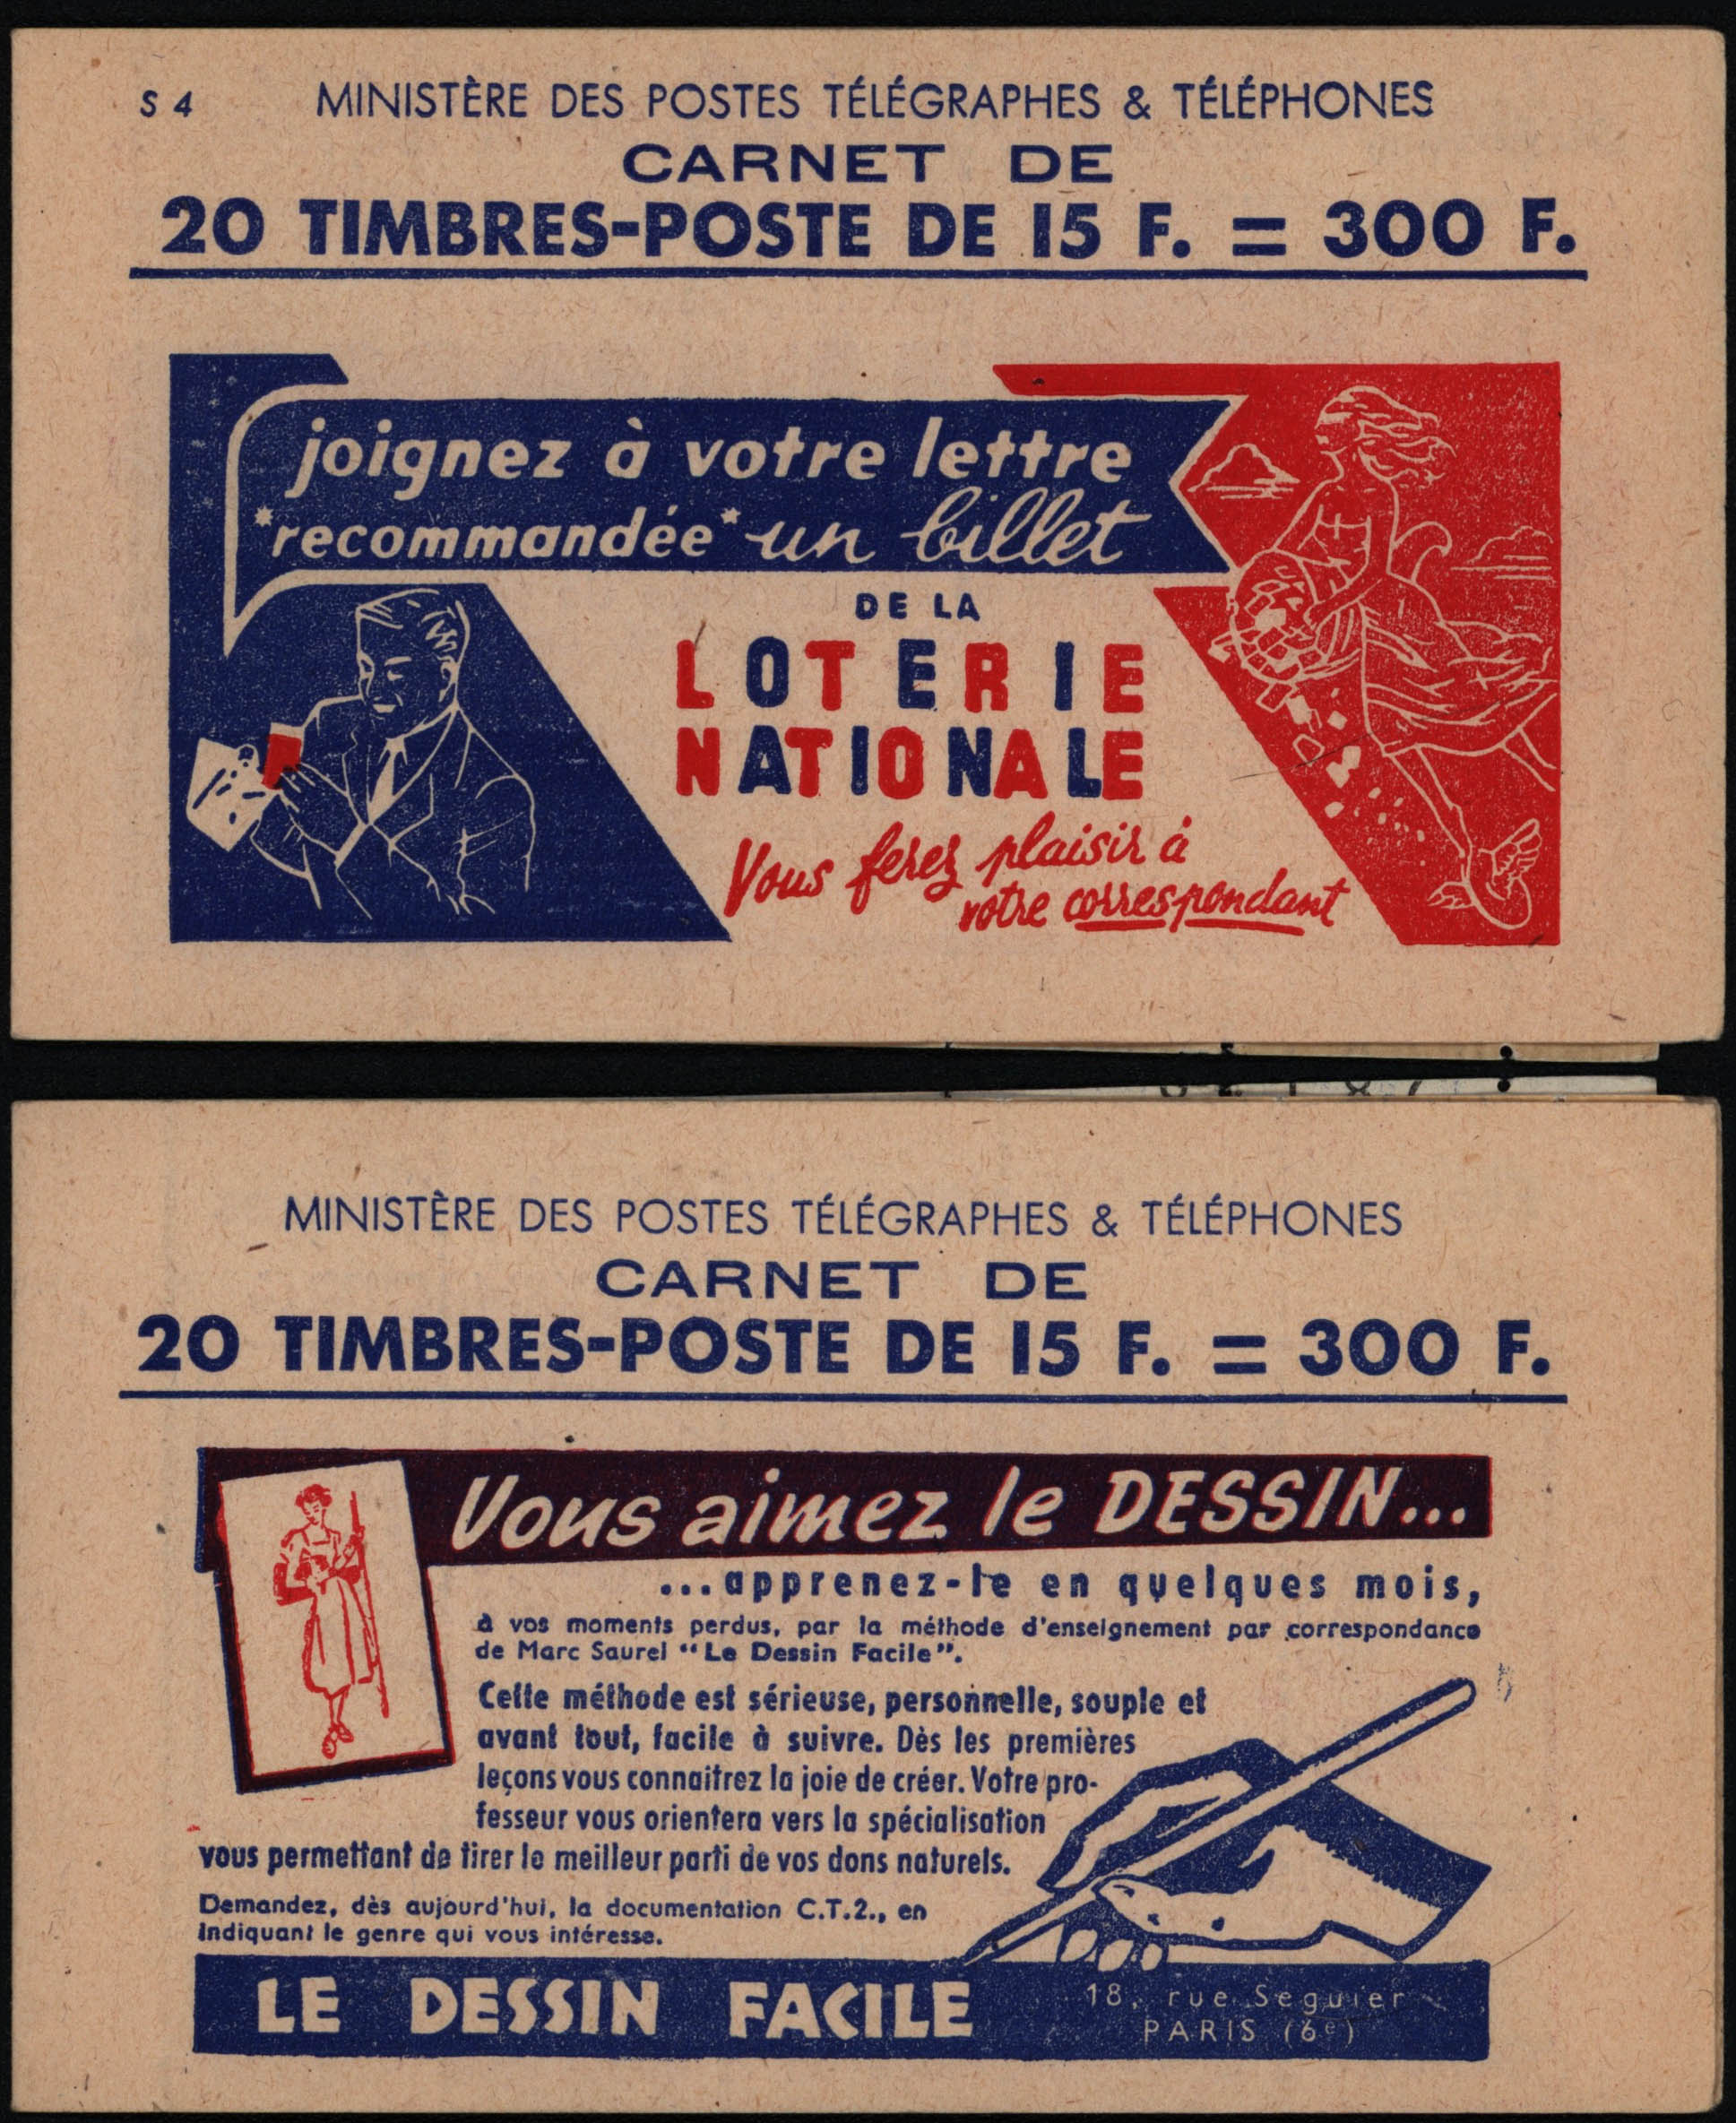 S 4 MINISTÈRE DES POSTES TÉLÉGRAPHES & TÉLÉPHONES
CARNET DE
20 TIMBRES-POSTE DE 15 F. = 300 F.
joignez à votre lettre
*recommandée* un billet
DE LA
LOTERIE
NATIONALE
Vous ferez plaisir à
votre correspondant
MINISTÈRE DES POSTES TÉLÉGRAPHES & TÉLÉPHONES
CARNET DE
20 TIMBRES-POSTE DE 15 F. = 300 F.
Vous aimez le DESSIN...
...apprenez-le en quelques mois,
à vos moments perdus, par la méthode d'enseignement par correspondance
de Marc Saurel "Le Dessin Facile".
Cette méthode est sérieuse, personnelle, souple et
avant tout, facile à suivre. Dès les premières
leçons vous connaitrez la joie de créer. Votre pro-
fesseur vous orientera vers la spécialisation
vous permettant de tirer le meilleur parti de vos dons naturels.
Demandez, dès aujourd'hui, la documentation C.T.2., en
indiquant le genre qui vous intéresse.
LE DESSIN FACILE
18, rue Seguier
PARIS (6e)